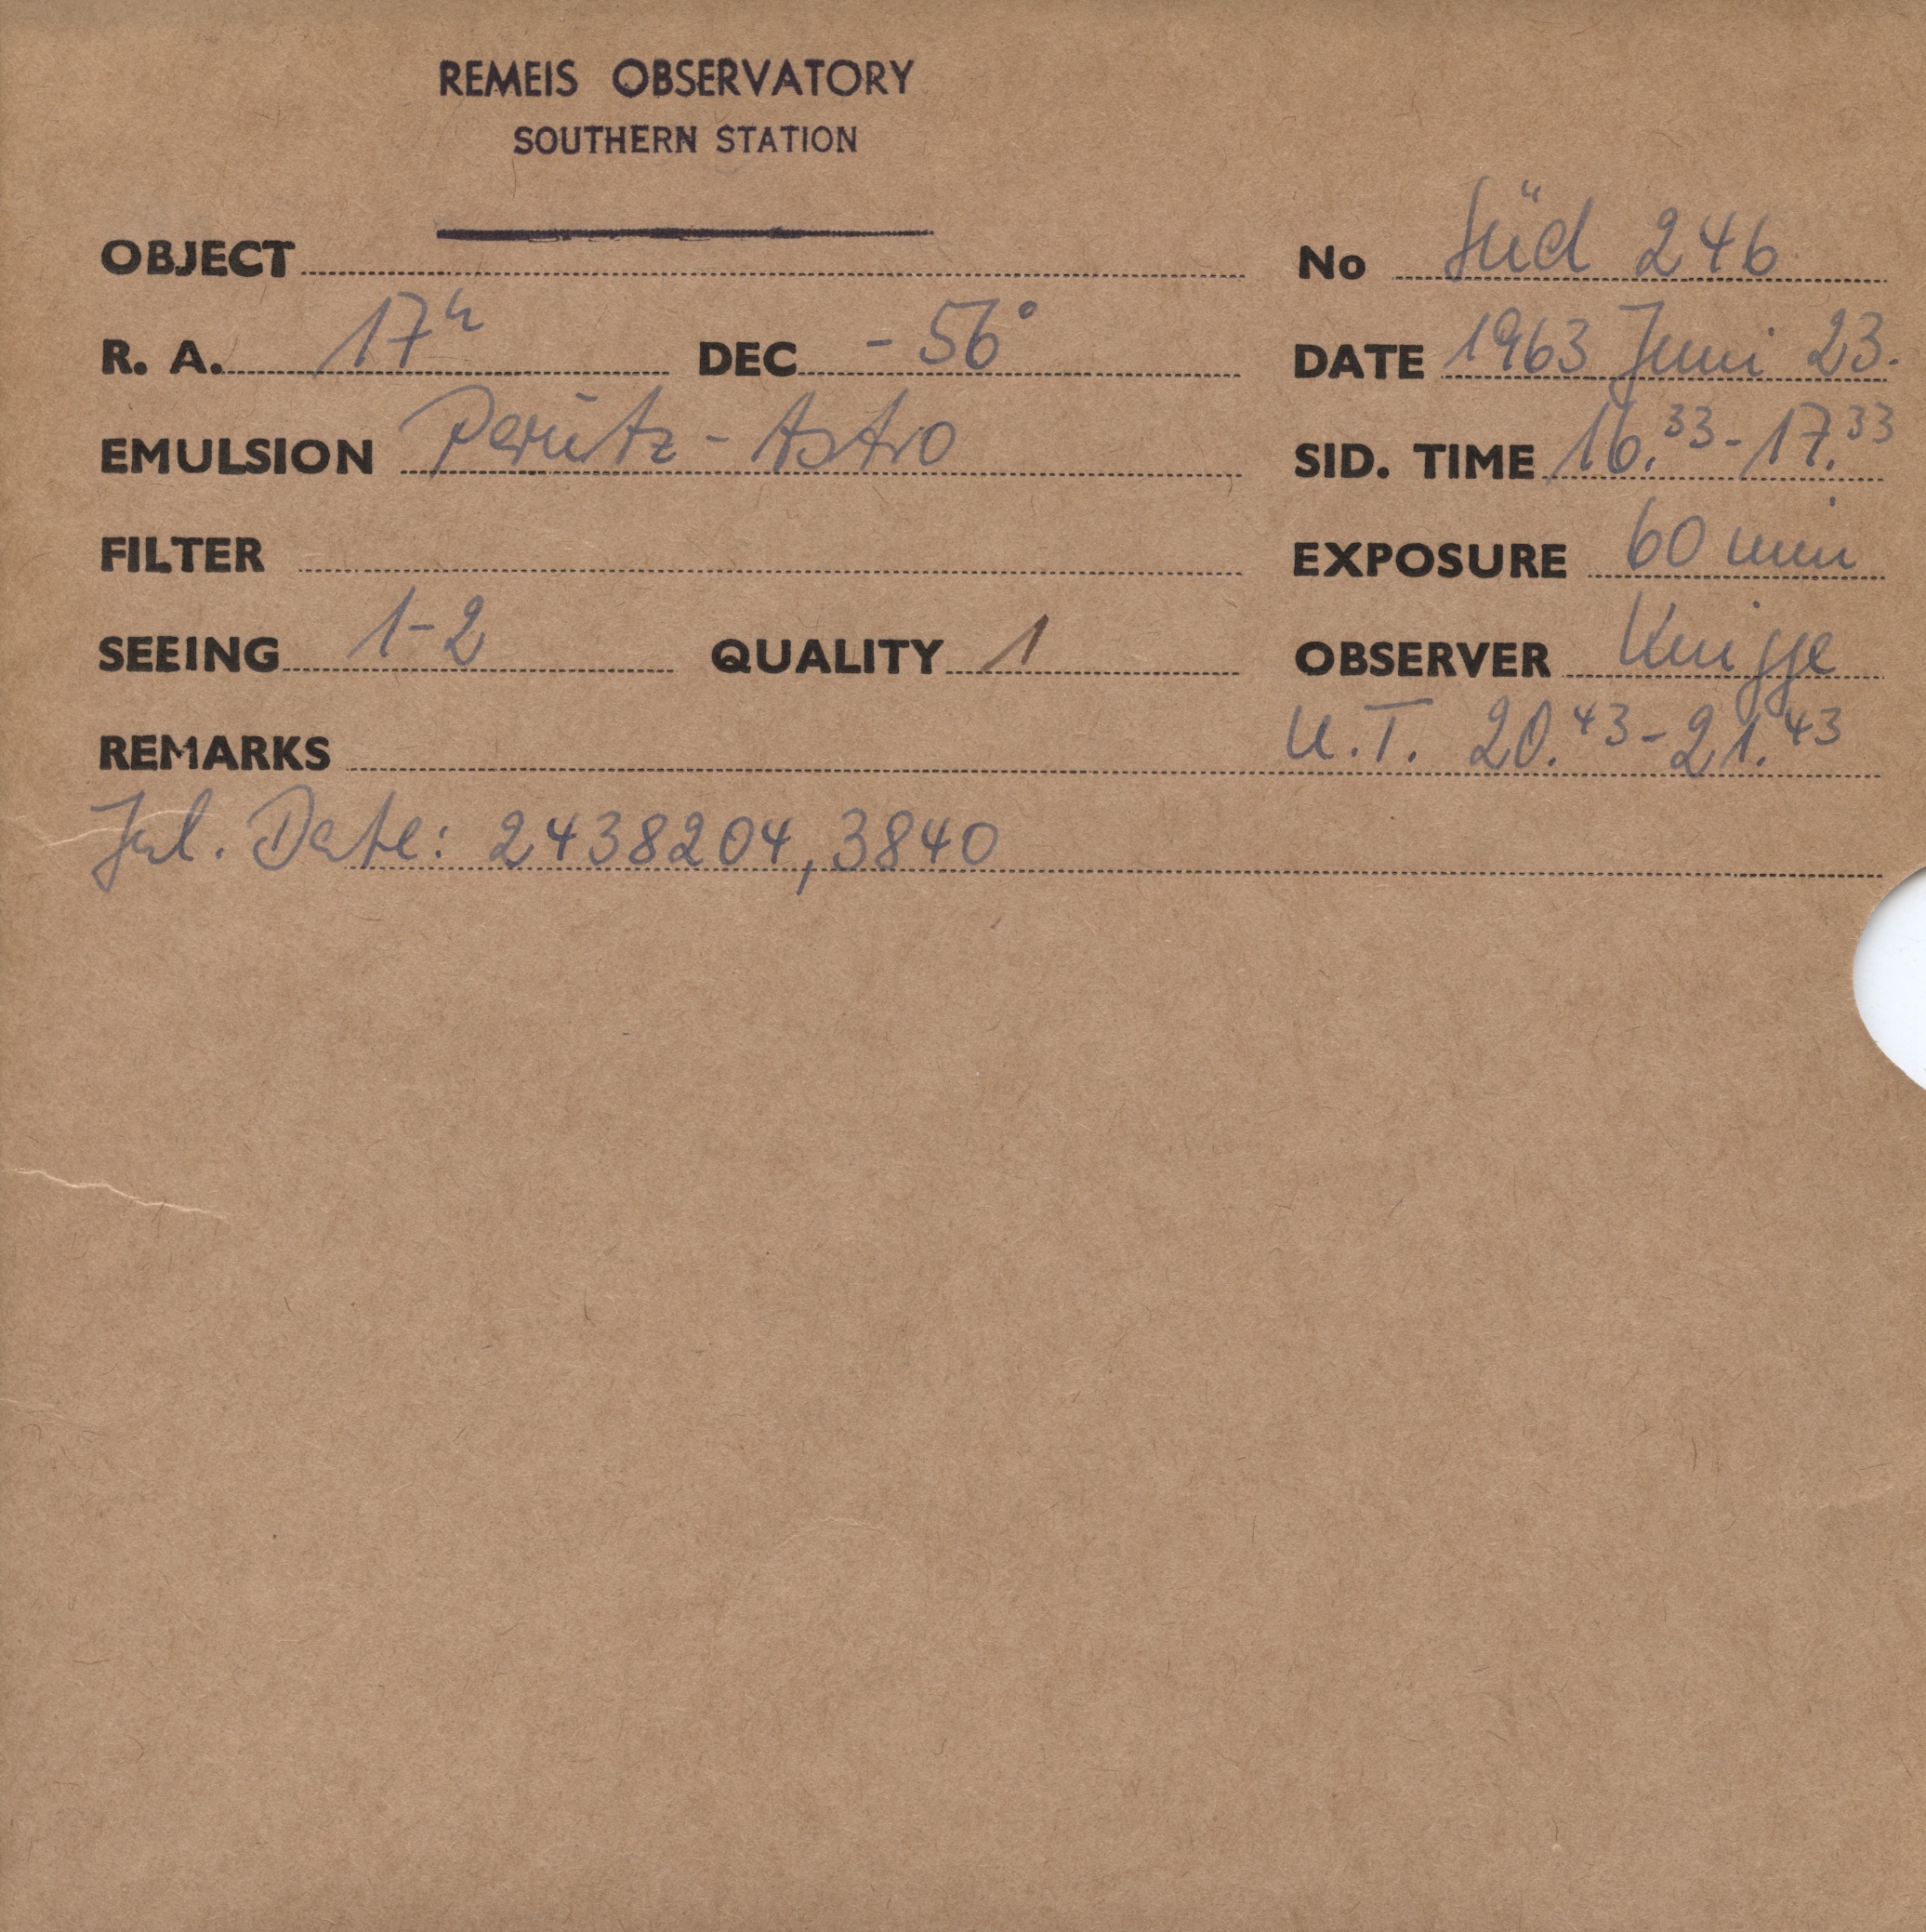 REMEIS OBSERVATORY
SOUTHERN STATION
OBJECT No Süd 246
R. A. 17h DEC - 56° DATE 1963 Juni 23.
EMULSION Perutz - Astro SID. TIME 16.33 - 17.33
FILTER EXPOSURE 60 min
SEEING 1-2 QUALITY 1 OBSERVER Knigge
REMARKS U.T. 20.43 - 21.43
Jul. Date: 2438204,3840